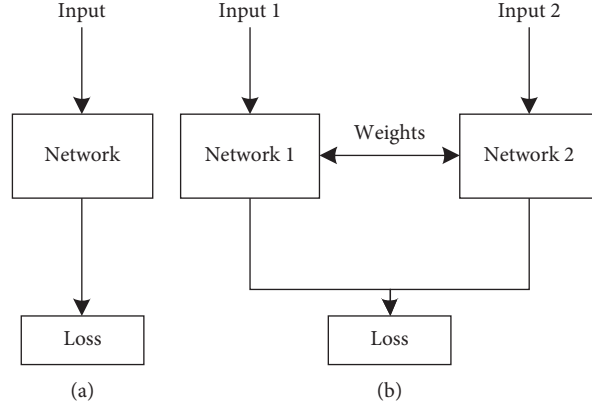 Input
Input 1
Input 2
Network
Network 1
Weights
Network 2
Loss
Loss
(a)
(b)